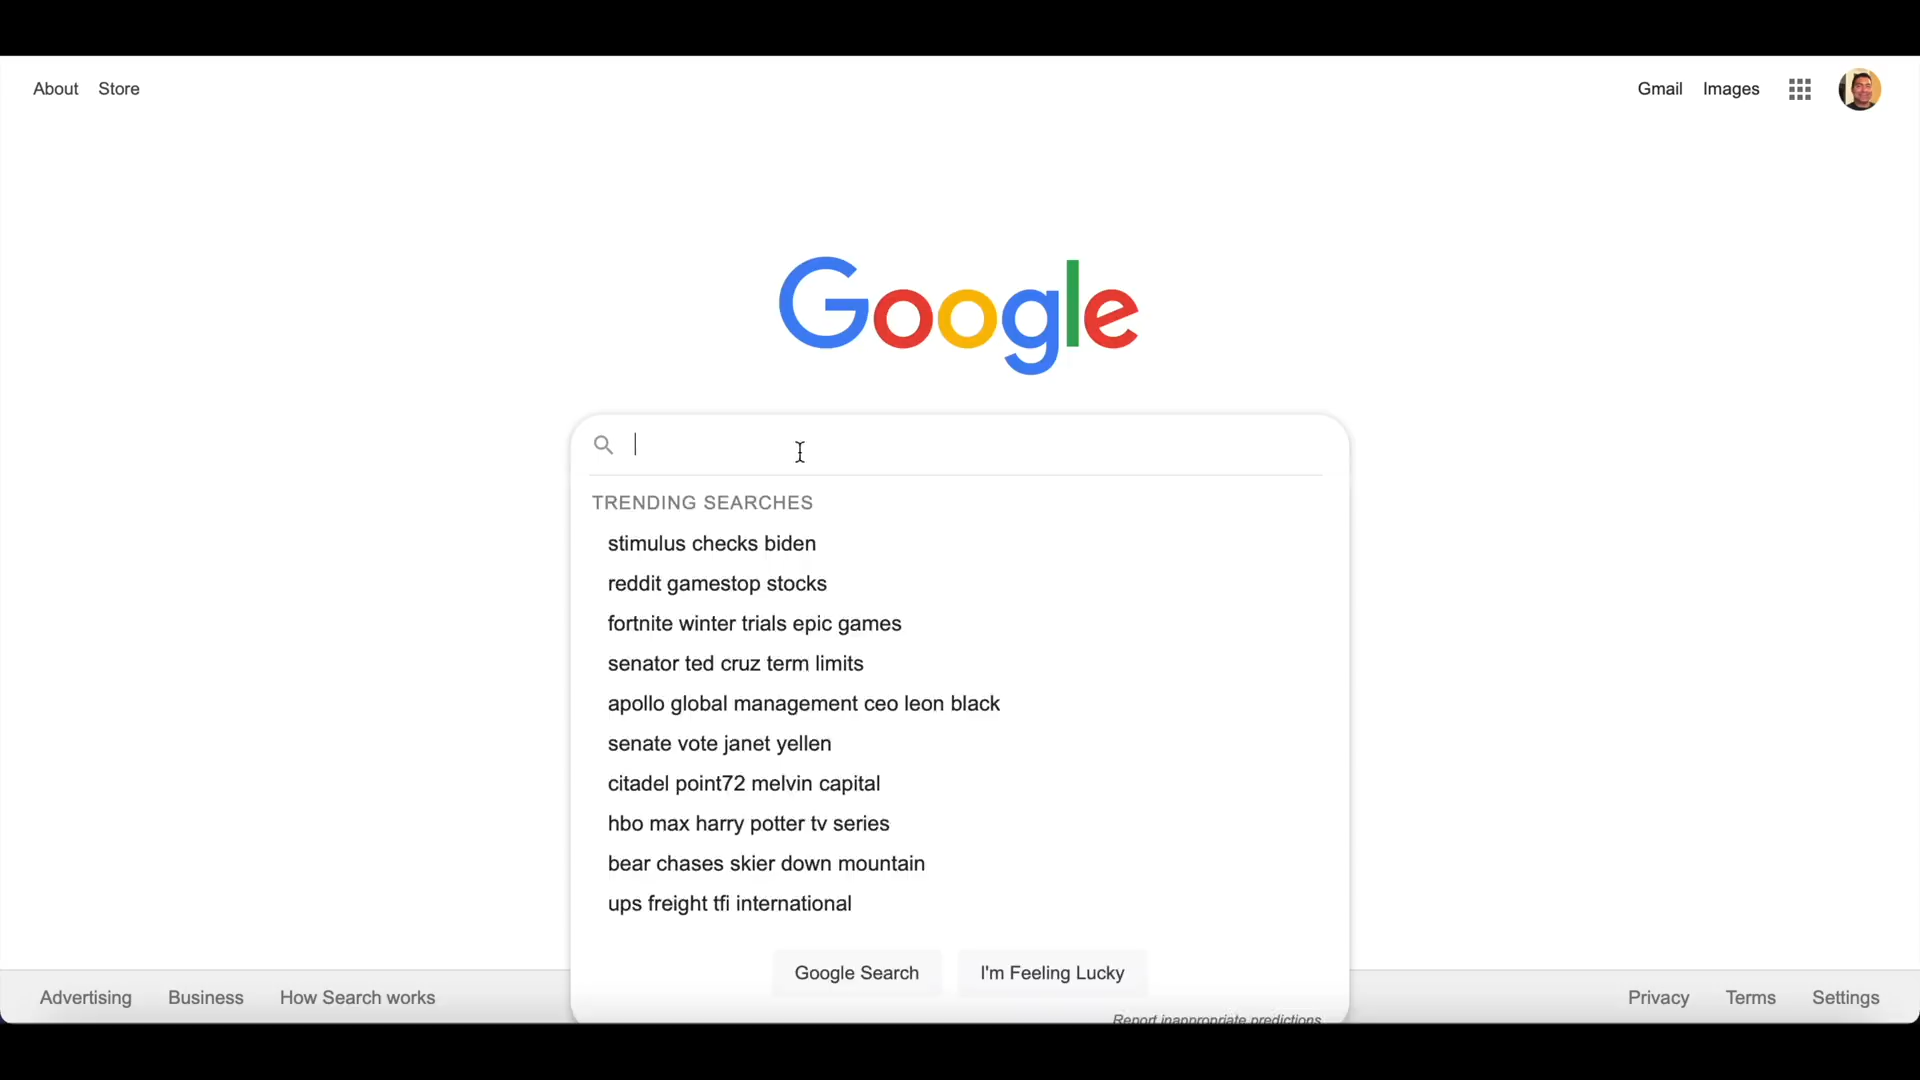 About Store
Gmail Images
Google
TRENDING SEARCHES
stimulus checks biden
reddit gamestop stocks
fortnite winter trials epic games
senator ted cruz term limits
apollo global management ceo leon black
senate vote janet yellen
citadel point72 melvin capital
hbo max harry potter tv series
bear chases skier down mountain
ups freight tfi international
Google Search I'm Feeling Lucky
Report inappropriate predictions
Advertising Business How Search works
Privacy Terms Settings